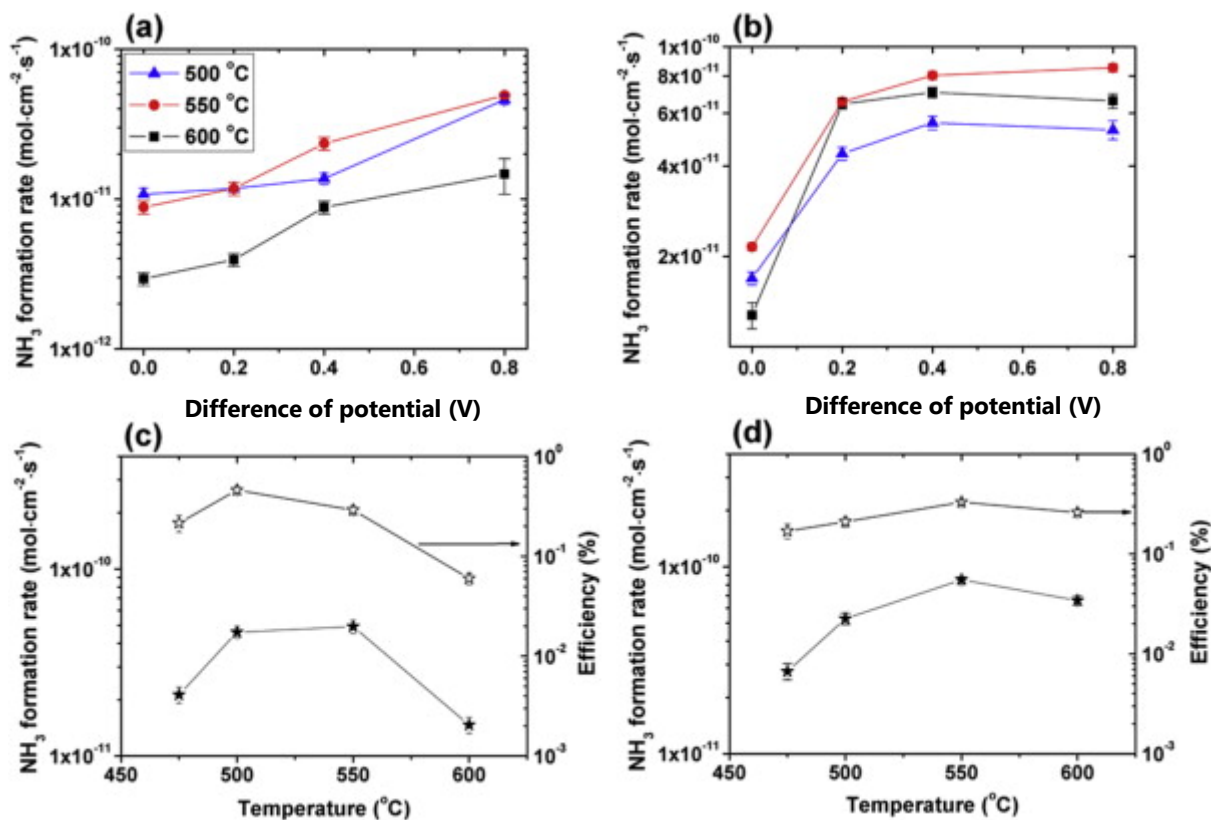 (a)
NH₃ formation rate (mol·cm⁻²·s⁻¹)
1x10⁻¹⁰
1x10⁻¹¹
1x10⁻¹²
500 °C
550 °C
600 °C
0.0 0.2 0.4 0.6 0.8
Difference of potential (V)
(b)
NH₃ formation rate (mol·cm⁻²·s⁻¹)
1x10⁻¹⁰
8x10⁻¹¹
6x10⁻¹¹
4x10⁻¹¹
2x10⁻¹¹
0.0 0.2 0.4 0.6 0.8
Difference of potential (V)
(c)
NH₃ formation rate (mol·cm⁻²·s⁻¹)
1x10⁻¹⁰
1x10⁻¹¹
10⁰
10⁻¹
10⁻²
10⁻³
Efficiency (%)
450 500 550 600
Temperature (°C)
(d)
NH₃ formation rate (mol·cm⁻²·s⁻¹)
1x10⁻¹⁰
1x10⁻¹¹
10⁰
10⁻¹
10⁻²
10⁻³
Efficiency (%)
450 500 550 600
Temperature (°C)